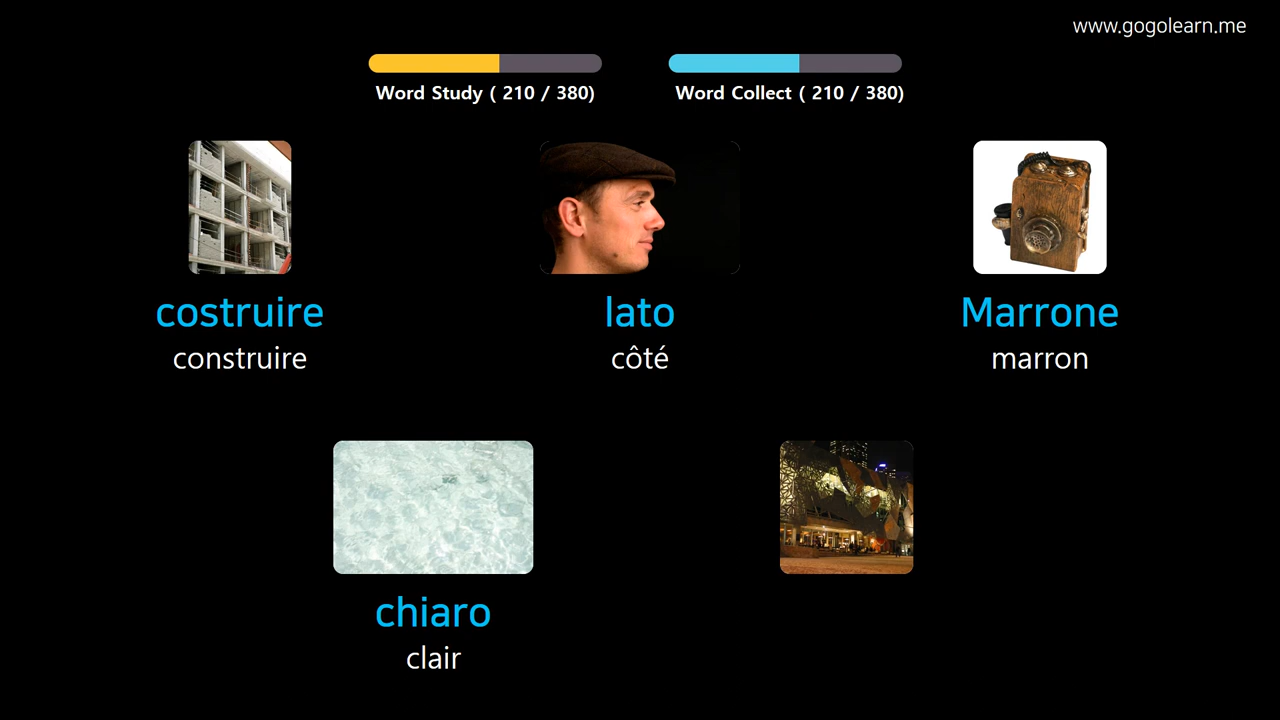 www.gogolearn.me
Word Study ( 210 / 380)
Word Collect ( 210 / 380)
costruire
construire
lato
côté
Marrone
marron
chiaro
clair